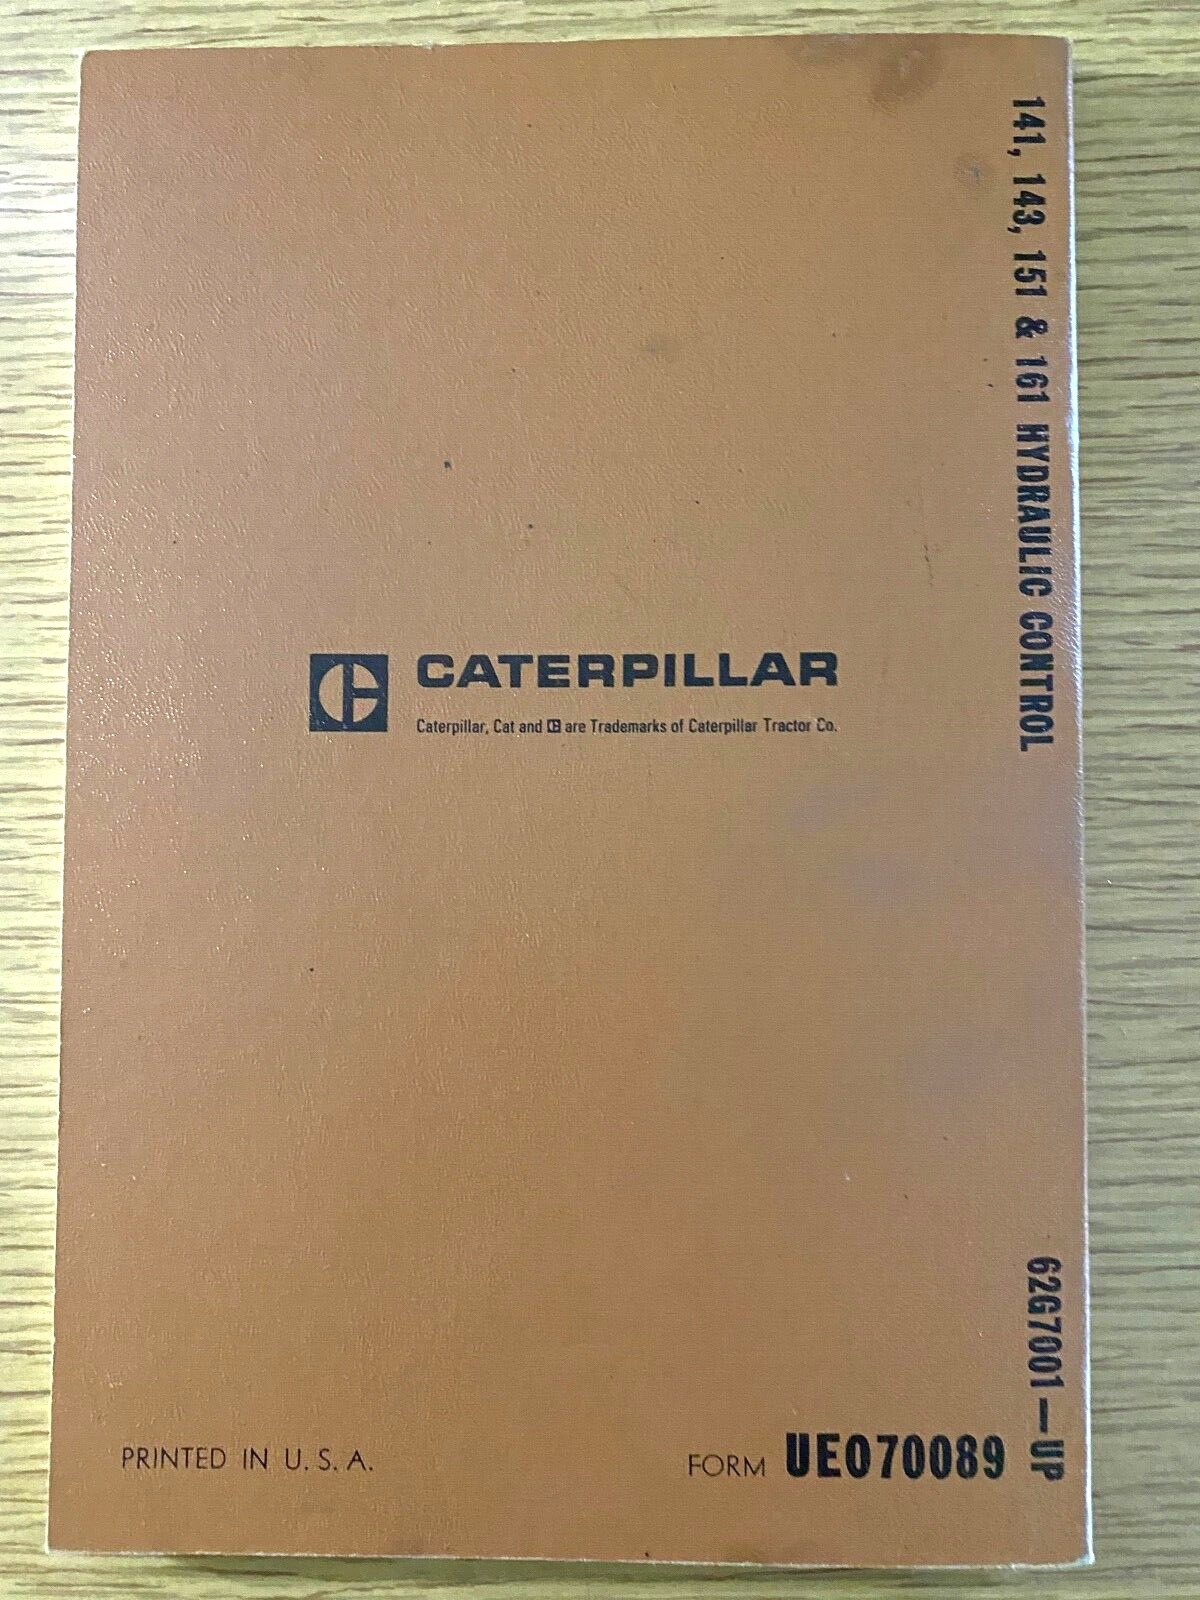 141, 143, 151 & 161 HYDRAULIC CONTROL
CATERPILLAR
Caterpillar, Cat and C are Trademarks of Caterpillar Tractor Co.
62G7001—UP
PRINTED IN U. S. A.
FORM UE070089